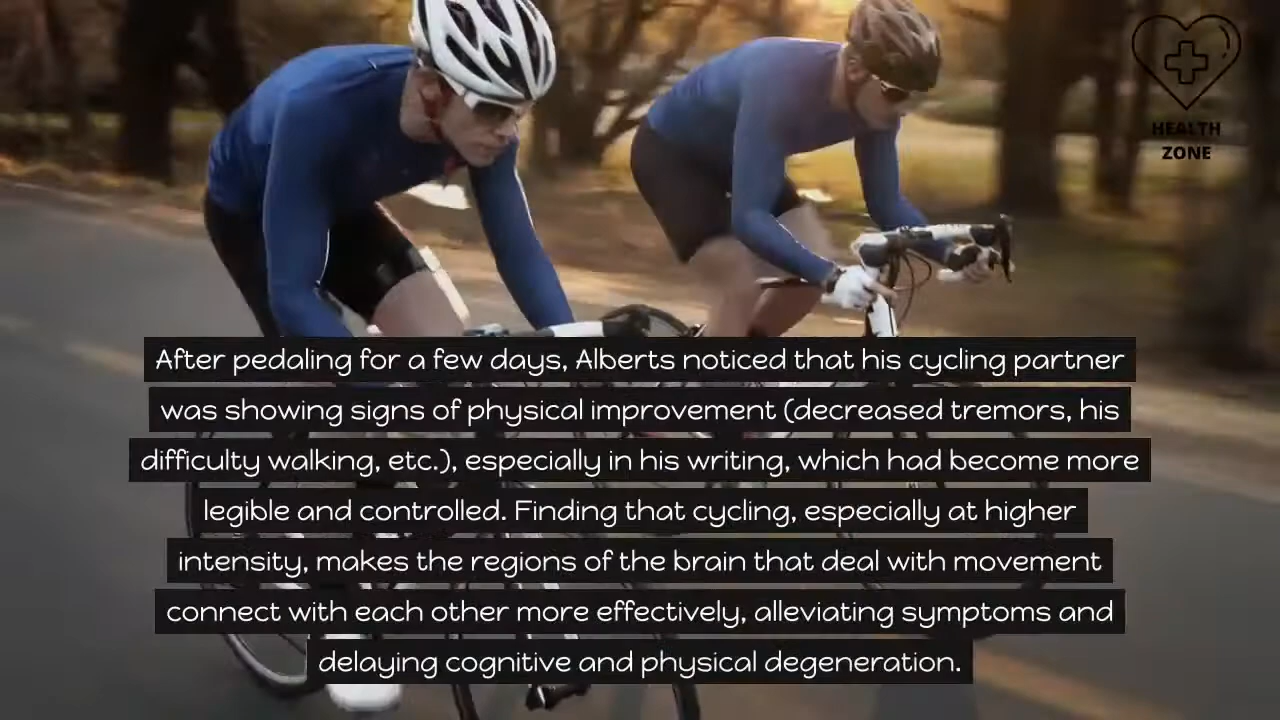 HEALTH
ZONE
After pedaling for a few days, Alberts noticed that his cycling partner
was showing signs of physical improvement (decreased tremors, his
difficulty walking, etc.), especially in his writing, which had become more
legible and controlled. Finding that cycling, especially at higher
intensity, makes the regions of the brain that deal with movement
connect with each other more effectively, alleviating symptoms and
delaying cognitive and physical degeneration.